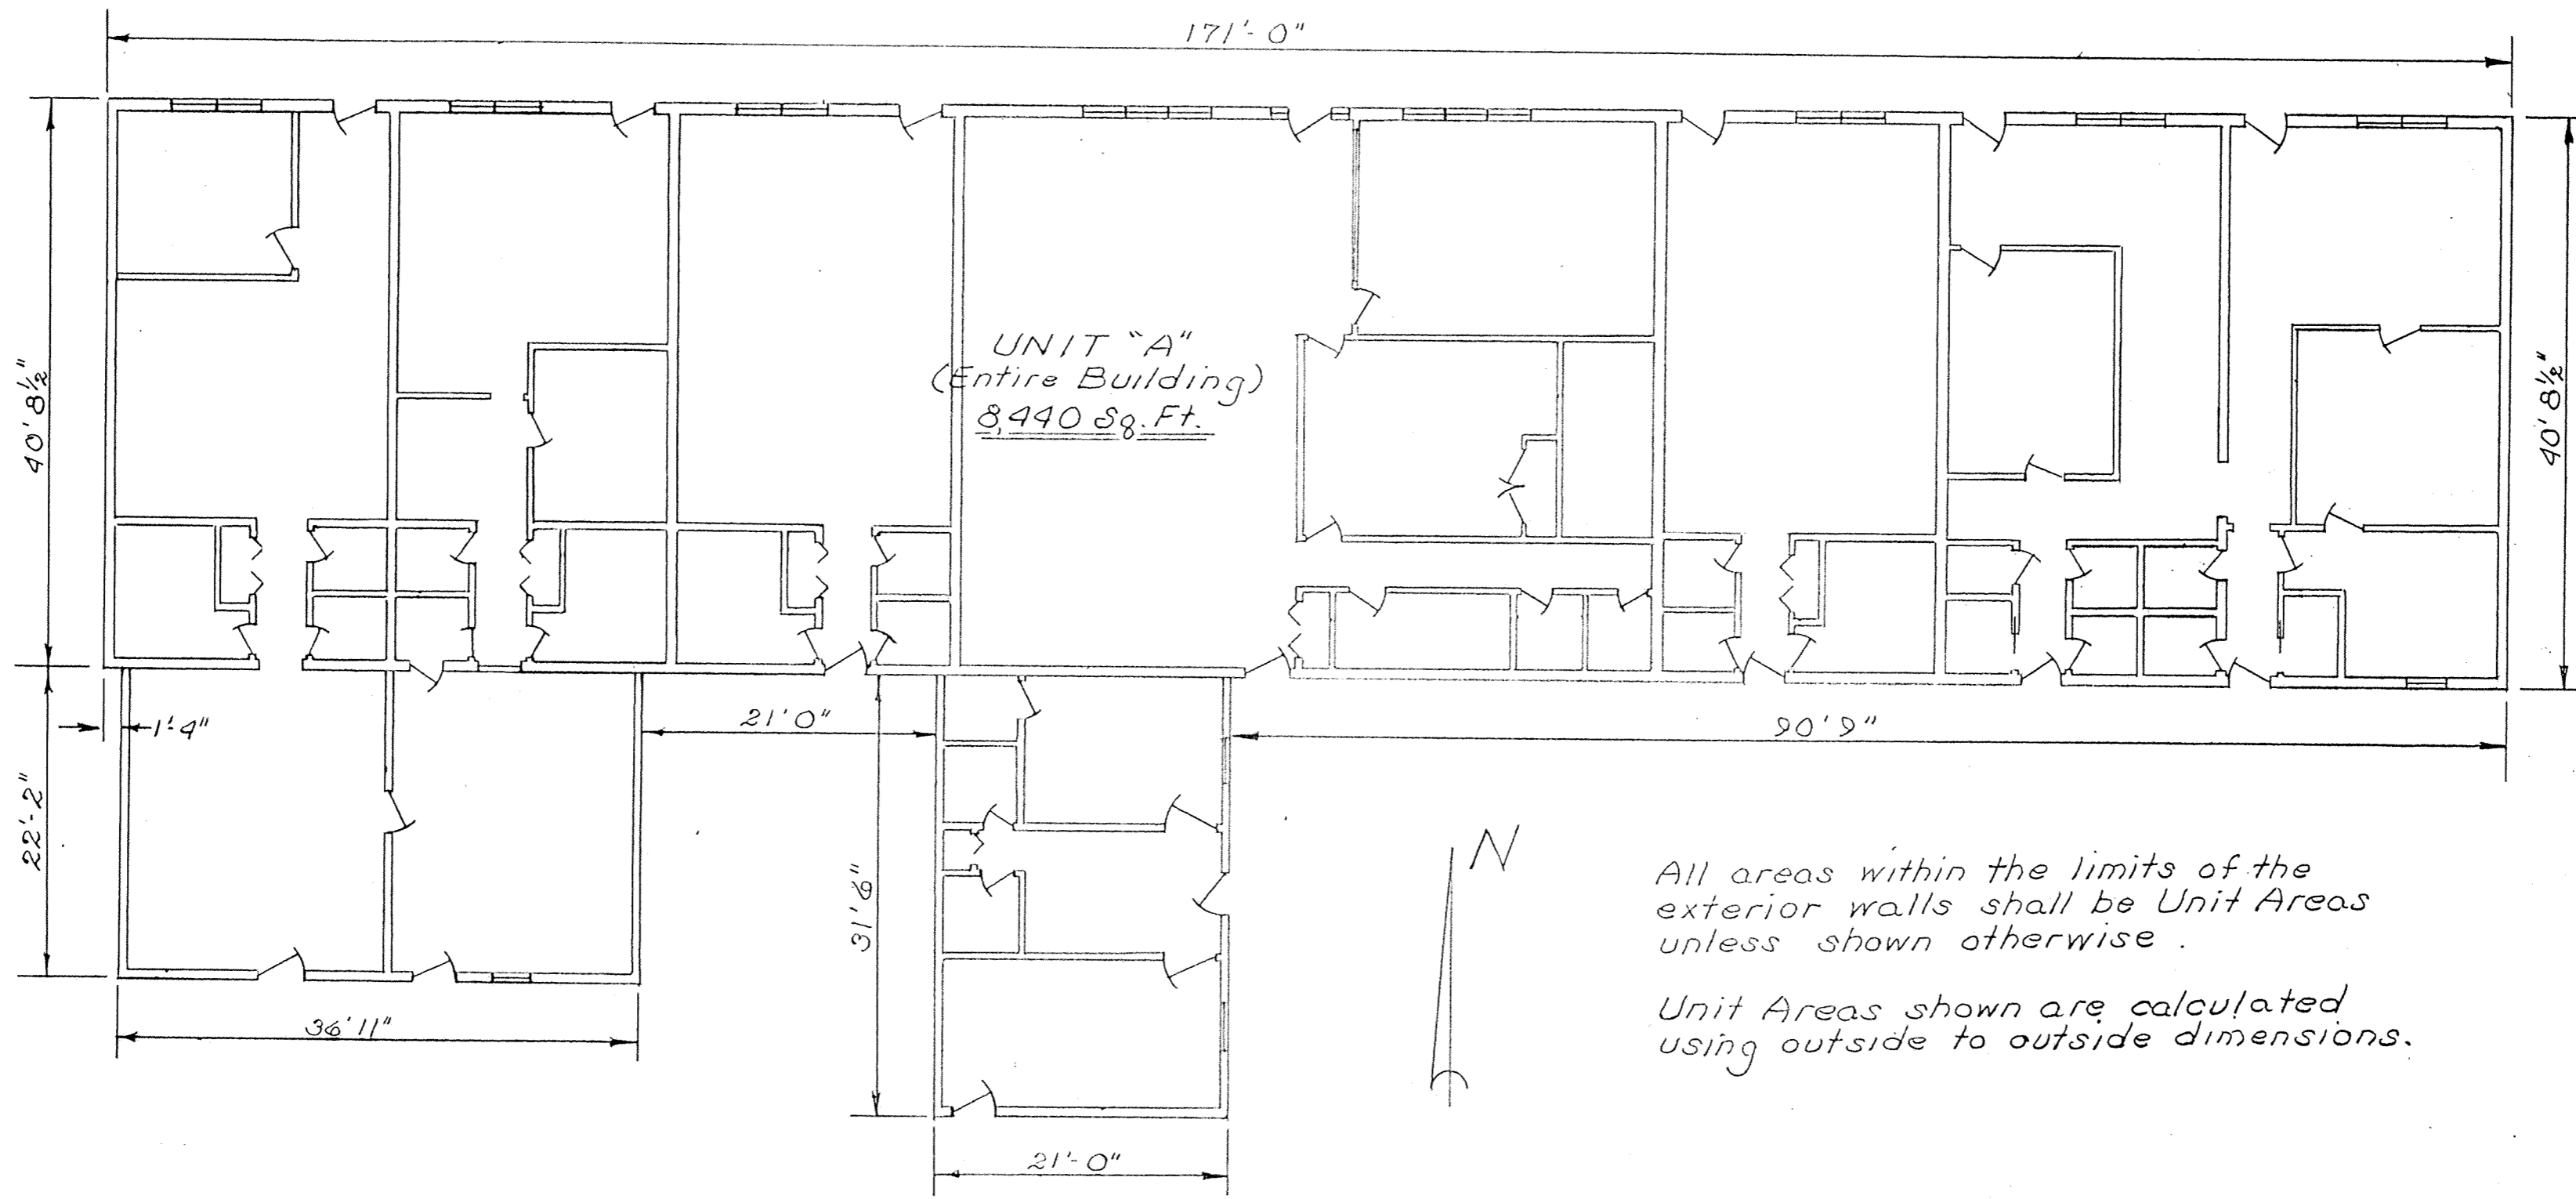 171'-0"
40' 8½"
UNIT "A"
(Entire Building)
8,440 Sq. Ft.
40' 8½"
1'-4"
21' 0"
90' 9"
22'-2"
31' 6"
N
All areas within the limits of the
exterior walls shall be Unit Areas
unless shown otherwise.
Unit Areas shown are calculated
using outside to outside dimensions.
36' 11"
21'-0"